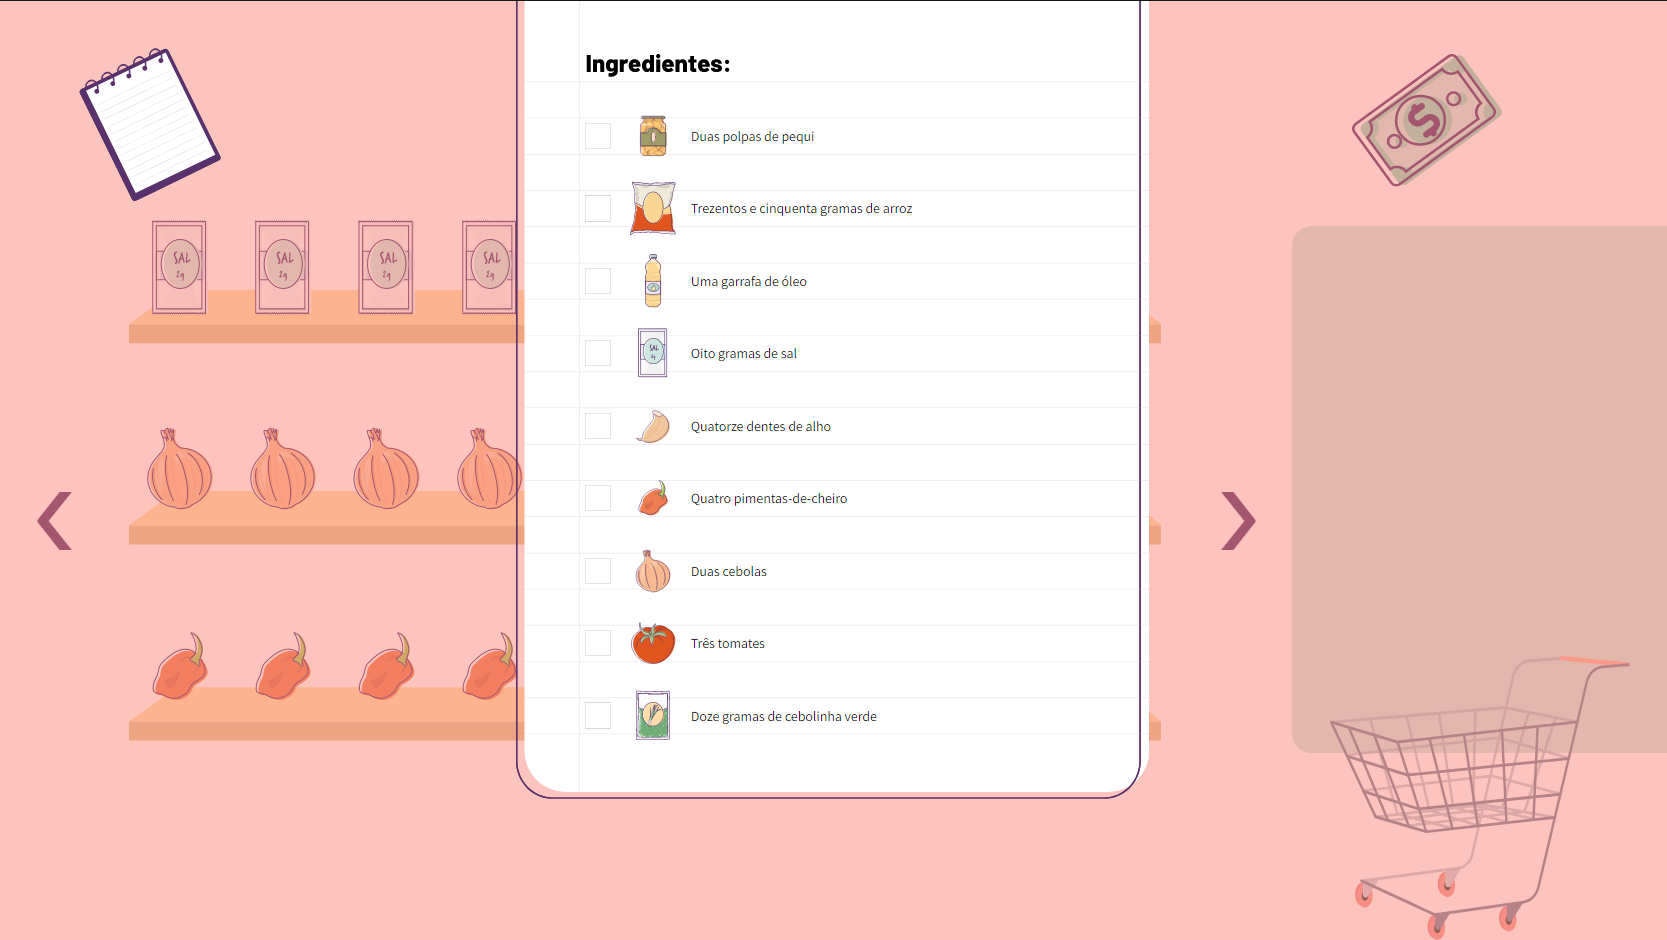 Ingredientes:
Duas polpas de pequi
Trezentos e cinquenta gramas de arroz
Uma garrafa de óleo
Oito gramas de sal
Quatorze dentes de alho
Quatro pimentas-de-cheiro
Duas cebolas
Três tomates
Doze gramas de cebolinha verde
SAL
2g
SAL
2g
SAL
2g
SAL
2g
SAL
2g
$